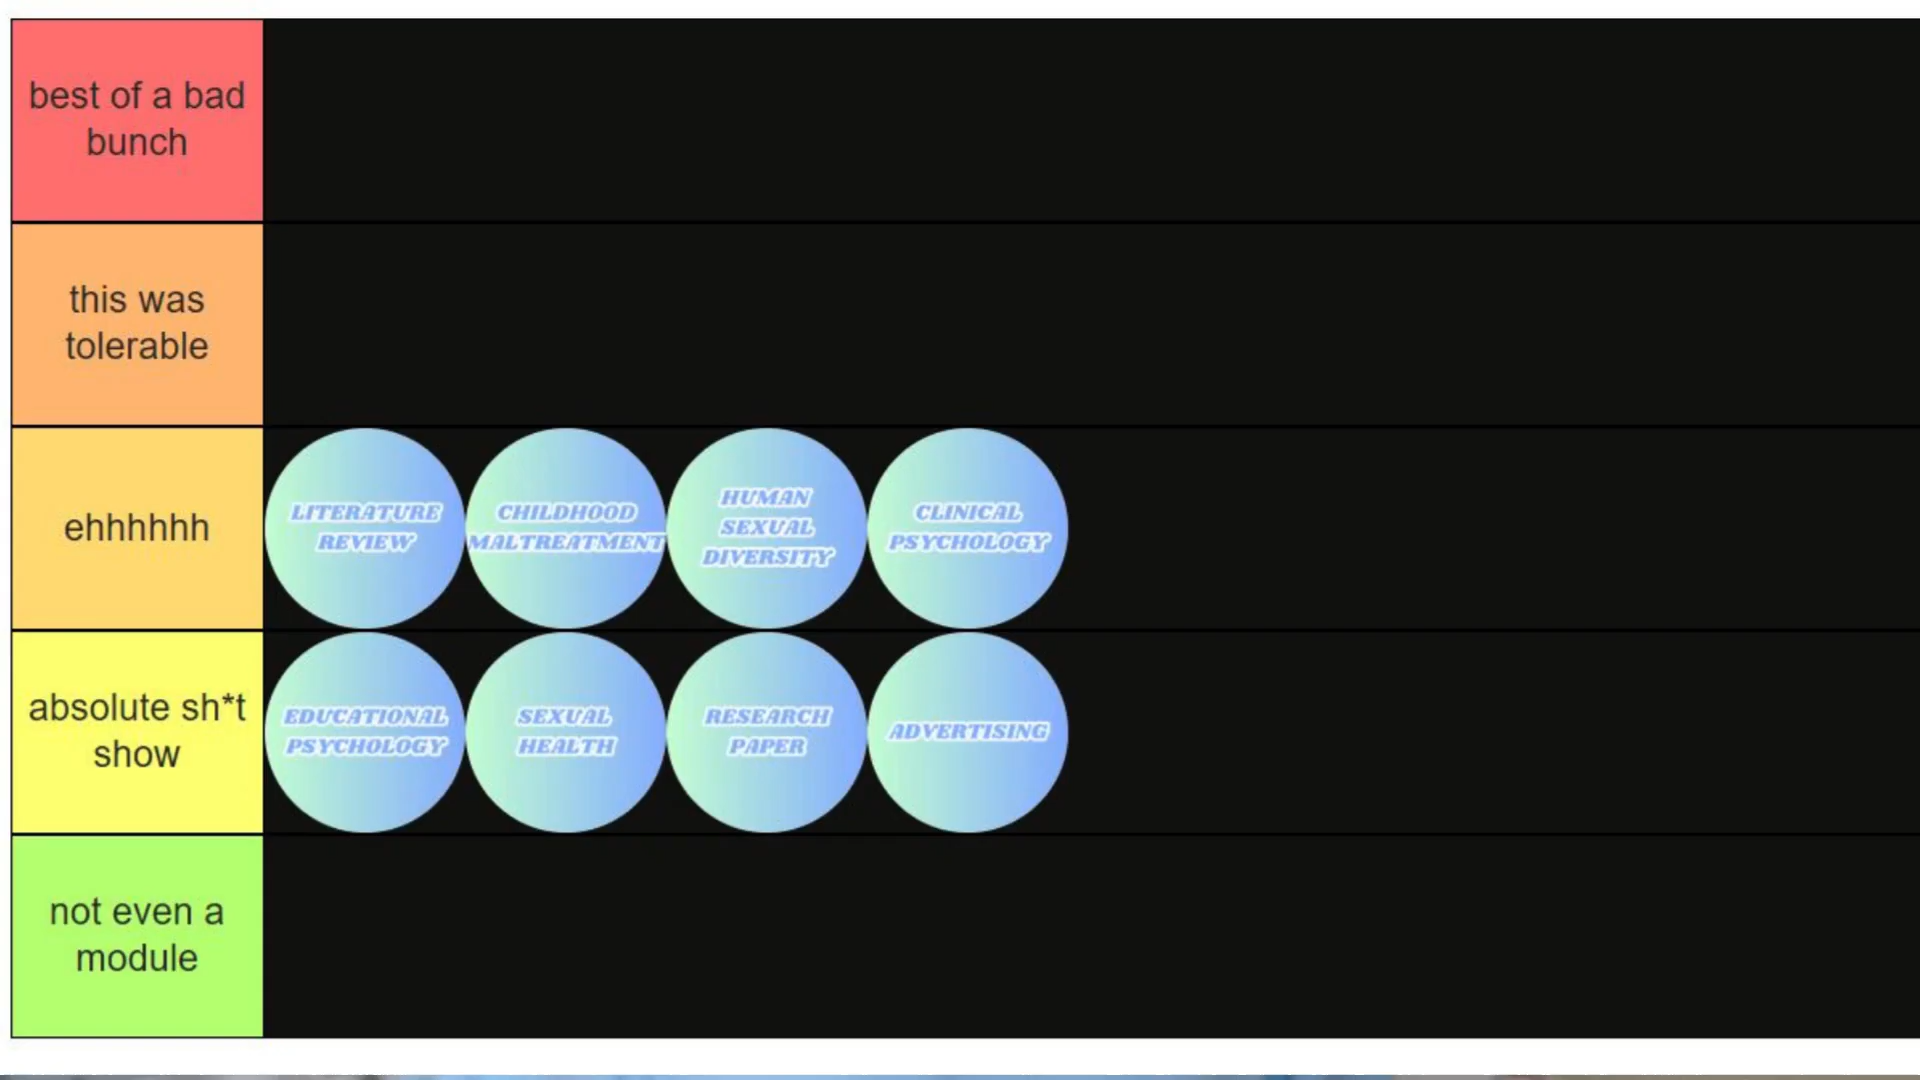 best of a bad
bunch
this was
tolerable
ehhhhhh
LITERATURE
REVIEW
CHILDHOOD
MALTREATMENT
HUMAN
SEXUAL
DIVERSITY
CLINICAL
PSYCHOLOGY
absolute sh*t
show
EDUCATIONAL
PSYCHOLOGY
SEXUAL
HEALTH
RESEARCH
PAPER
ADVERTISING
not even a
module